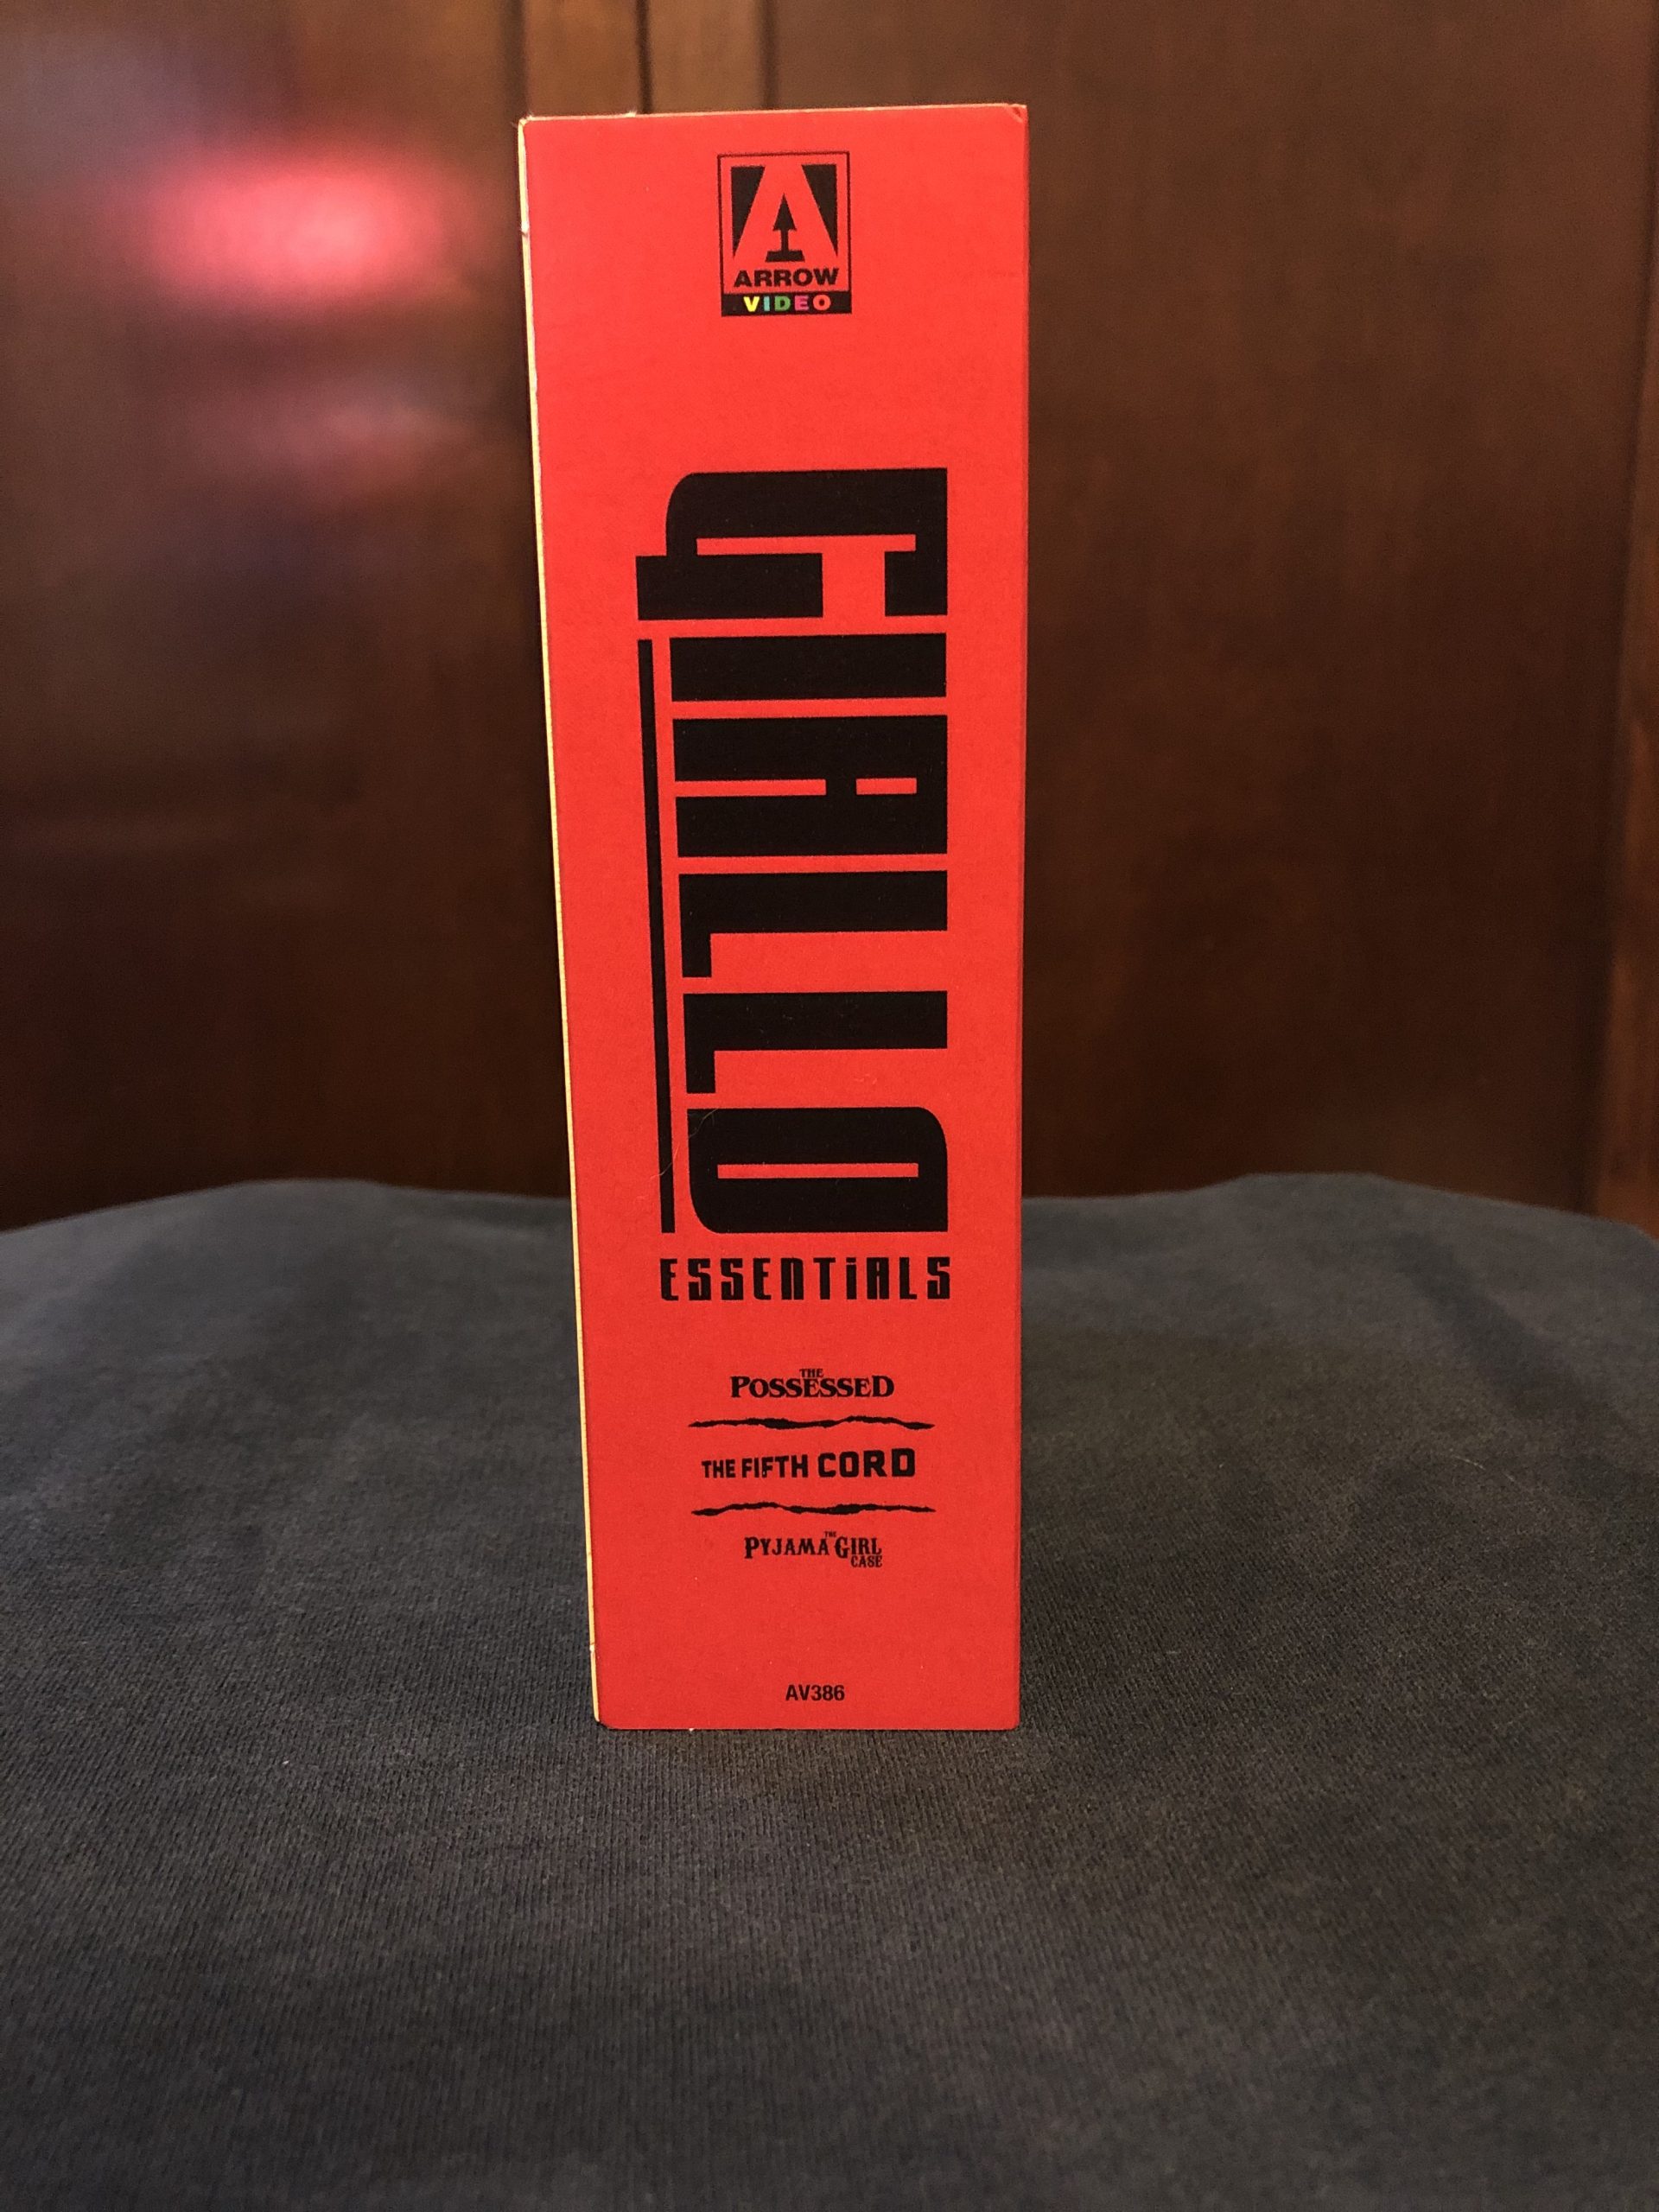 A
ARROW
VIDEO
GIALLO
ESSENTiALS
THE
POSSESSED
THE FIFTH CORD
THE
PYJAMA GIRL
CASE
AV386